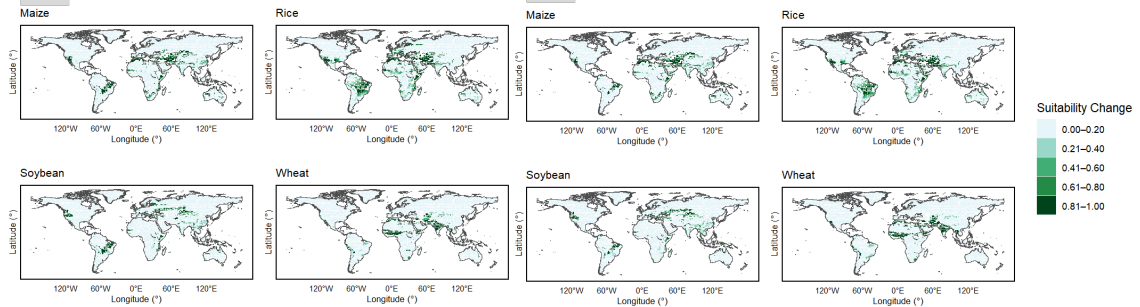 Maize
Rice
Maize
Rice
Latitude (°)
Latitude (°)
Latitude (°)
Latitude (°)
120°W 60°W 0°E 60°E 120°E
120°W 60°W 0°E 60°E 120°E
120°W 60°W 0°E 60°E 120°E
120°W 60°W 0°E 60°E 120°E
Longitude (°)
Longitude (°)
Longitude (°)
Longitude (°)
Suitability Change
0.00–0.20
0.21–0.40
0.41–0.60
0.61–0.80
0.81–1.00
Soybean
Wheat
Soybean
Wheat
Latitude (°)
Latitude (°)
Latitude (°)
Latitude (°)
120°W 60°W 0°E 60°E 120°E
120°W 60°W 0°E 60°E 120°E
120°W 60°W 0°E 60°E 120°E
120°W 60°W 0°E 60°E 120°E
Longitude (°)
Longitude (°)
Longitude (°)
Longitude (°)